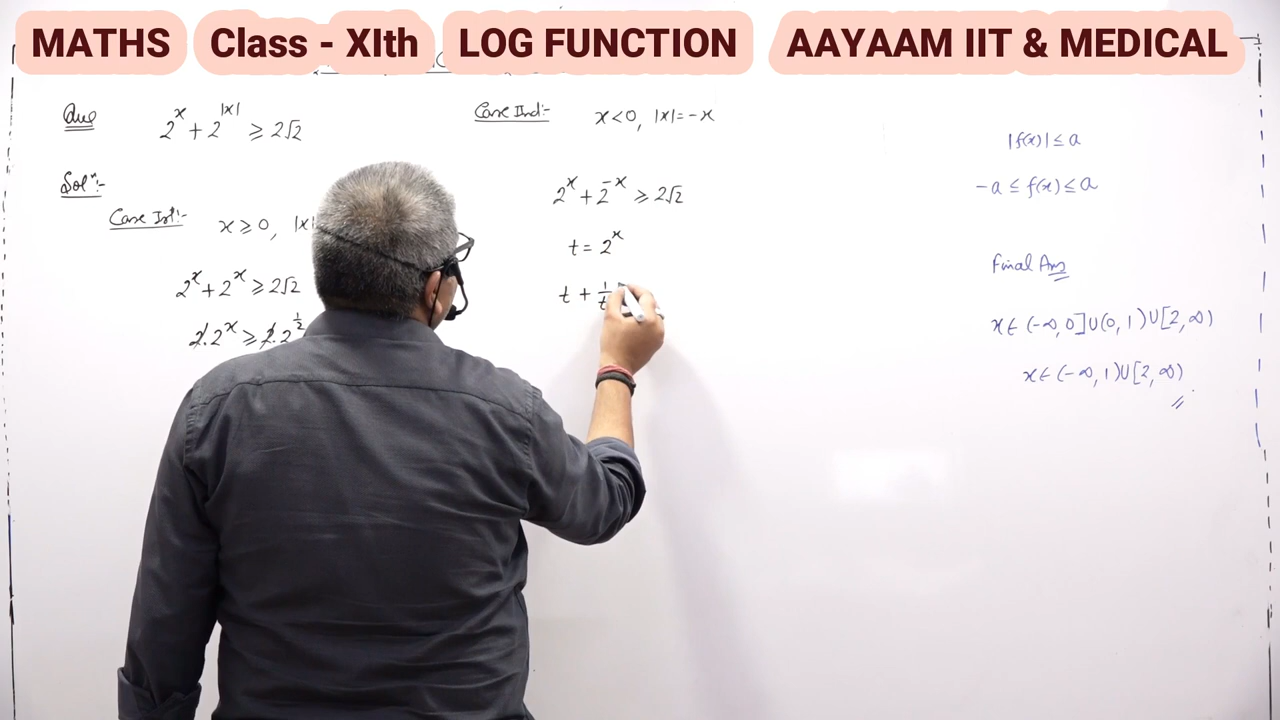 MATHS Class - XIth LOG FUNCTION AAYAAM IIT & MEDICAL
Que 2^x + 2^|x| ≥ 2√2
Solⁿ:-
Case Ist:- x ≥ 0, |x|
2^x + 2^x ≥ 2√2
2.2^x ≥ 2.2^1/2
Case IInd:- x<0, |x|=-x
2^x + 2^-x ≥ 2√2
t = 2^x
t + 1/t
|f(x)| ≤ a
-a ≤ f(x) ≤ a
Final Ans
x ∈ (-∞, 0] ∪ (0, 1) ∪ [2, ∞)
x ∈ (-∞, 1) ∪ [2, ∞)